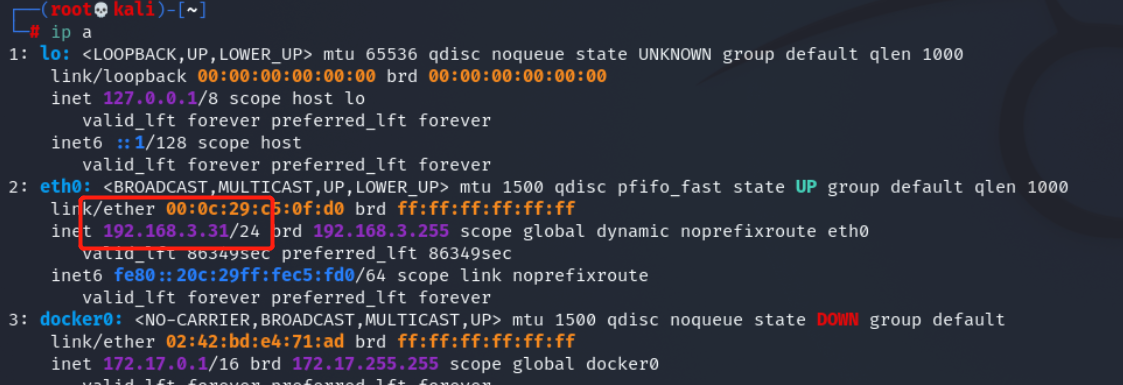 (root💀kali)-[~]
# ip a
1: lo: <LOOPBACK,UP,LOWER_UP> mtu 65536 qdisc noqueue state UNKNOWN group default qlen 1000
link/loopback 00:00:00:00:00:00 brd 00:00:00:00:00:00
inet 127.0.0.1/8 scope host lo
valid_lft forever preferred_lft forever
inet6 ::1/128 scope host
valid_lft forever preferred_lft forever
2: eth0: <BROADCAST,MULTICAST,UP,LOWER_UP> mtu 1500 qdisc pfifo_fast state UP group default qlen 1000
link/ether 00:0c:29:c5:0f:d0 brd ff:ff:ff:ff:ff:ff
inet 192.168.3.31/24 brd 192.168.3.255 scope global dynamic noprefixroute eth0
valid_lft 86349sec preferred_lft 86349sec
inet6 fe80::20c:29ff:fec5:fd0/64 scope link noprefixroute
valid_lft forever preferred_lft forever
3: docker0: <NO-CARRIER,BROADCAST,MULTICAST,UP> mtu 1500 qdisc noqueue state DOWN group default
link/ether 02:42:bd:e4:71:ad brd ff:ff:ff:ff:ff:ff
inet 172.17.0.1/16 brd 172.17.255.255 scope global docker0
valid_lft forever preferred_lft forever